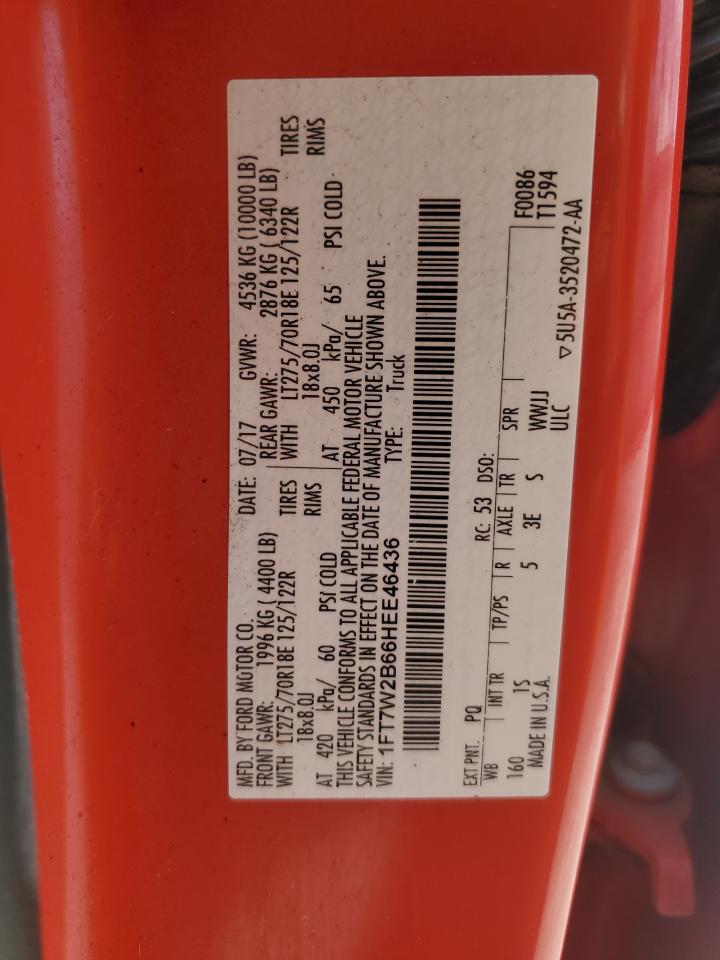 MFD. BY FORD MOTOR CO.
DATE: 07/17 GVWR: 4536 KG (10000 LB)
FRONT GAWR: 1996 KG ( 4400 LB) REAR GAWR: 2876 KG ( 6340 LB)
WITH LT275/70R18E 125/122R TIRES WITH LT275/70R18E 125/122R TIRES
18x8.0J RIMS 18x8.0J RIMS
AT 420 kPa/ 60 PSI COLD AT 450 kPa/ 65 PSI COLD
THIS VEHICLE CONFORMS TO ALL APPLICABLE FEDERAL MOTOR VEHICLE
SAFETY STANDARDS IN EFFECT ON THE DATE OF MANUFACTURE SHOWN ABOVE.
VIN: 1FT7W2B66HEE46436 TYPE: Truck
EXT PNT. PQ RC: 53 DSO:
WB INT TR TP/PS R AXLE TR SPR F0086
T1594
160 1S 5 3E S WWJJ
MADE IN U.S.A. ULC
▽5U5A-3520472-AA